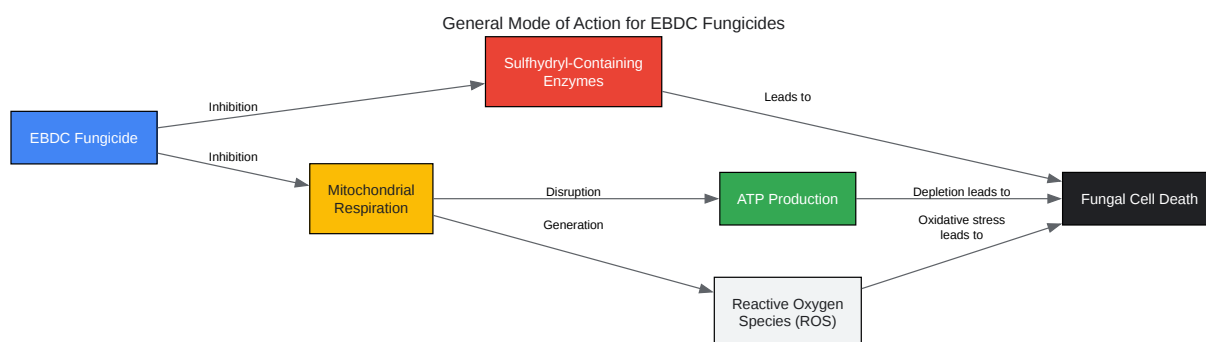 General Mode of Action for EBDC Fungicides
Sulfhydryl-Containing
Enzymes
Inhibition
Leads to
EBDC Fungicide
Inhibition
Mitochondrial
Respiration
Disruption
ATP Production
Depletion leads to
Fungal Cell Death
Generation
Oxidative stress
leads to
Reactive Oxygen
Species (ROS)